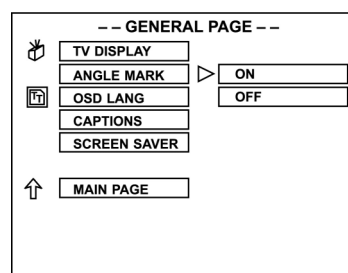 -- GENERAL PAGE --
TV DISPLAY
ANGLE MARK ON
OSD LANG OFF
CAPTIONS
SCREEN SAVER
MAIN PAGE